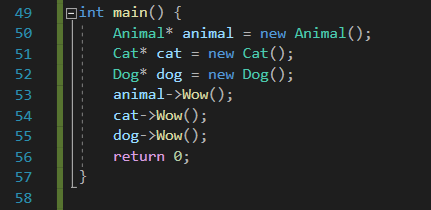 49 int main() {
50 Animal* animal = new Animal();
51 Cat* cat = new Cat();
52 Dog* dog = new Dog();
53 animal->Wow();
54 cat->Wow();
55 dog->Wow();
56 return 0;
57 }
58